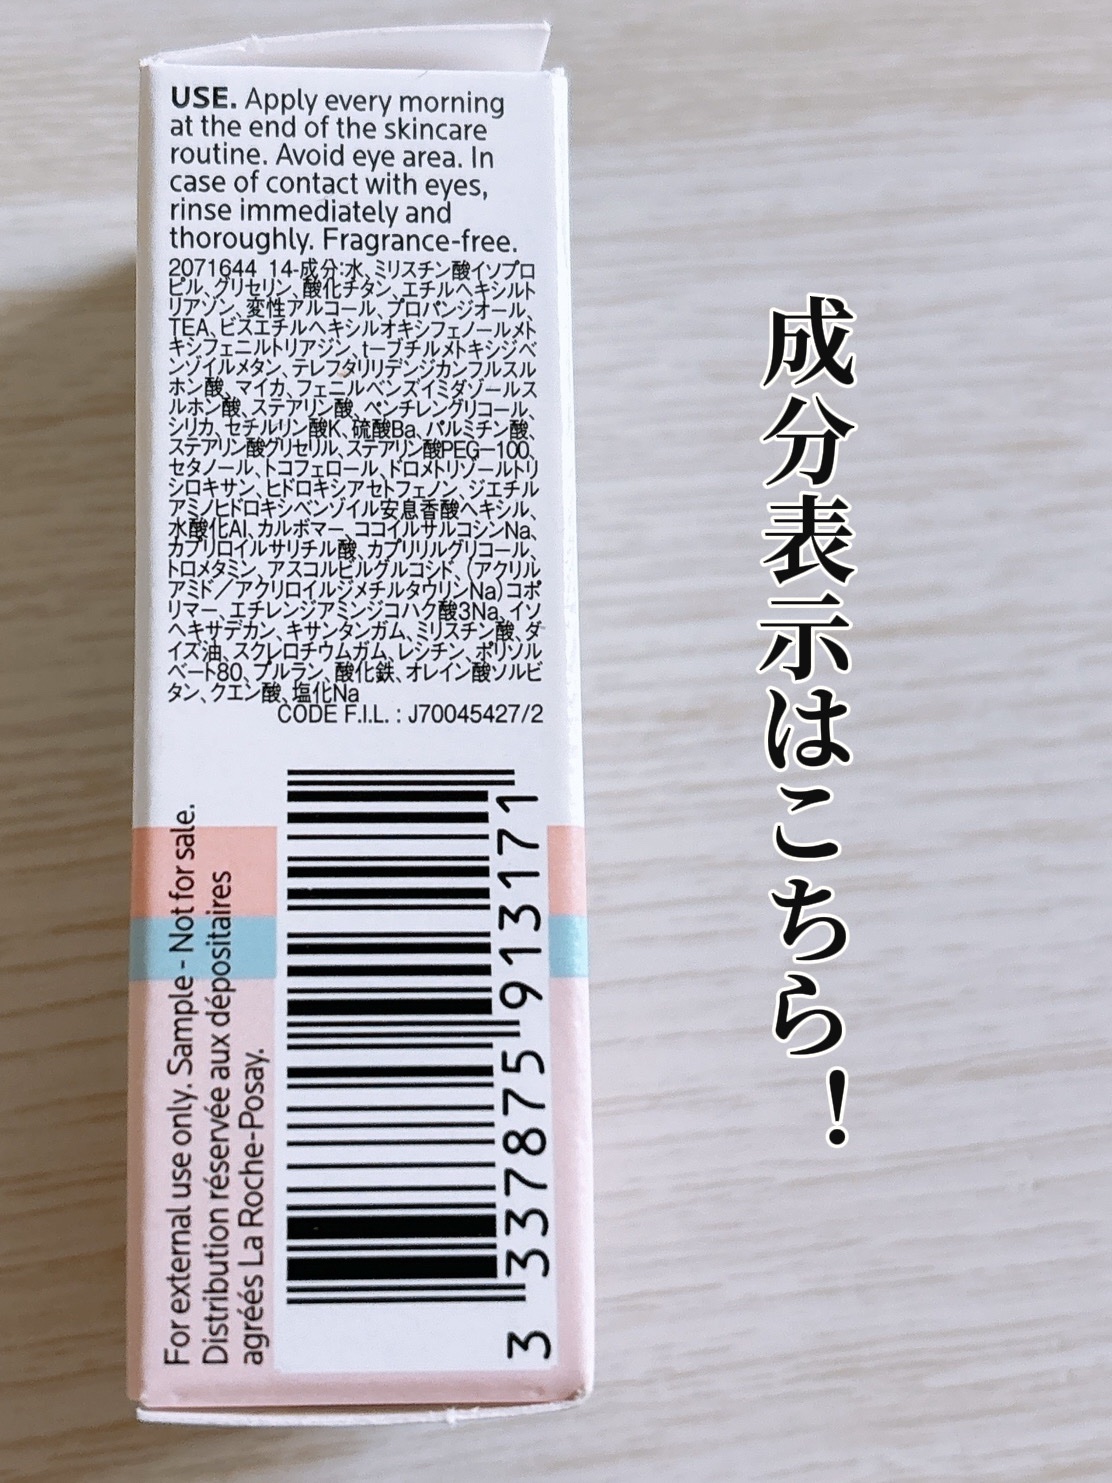 USE. Apply every morning
at the end of the skincare
routine. Avoid eye area. In
case of contact with eyes,
rinse immediately and
thoroughly. Fragrance-free.
2071644 14-成分:水、ミリスチン酸イソプロ
ピル、グリセリン、酸化チタン、エチルヘキシルト
リアゾン、変性アルコール、プロパンジオール、
TEA、ビスエチルヘキシルオキシフェノールメト
キシフェニルトリアジン、t-ブチルメトキシジベ
ンゾイルメタン、テレフタリリデンジカンフルスル
ホン酸、マイカ、フェニルベンズイミダゾールス
ルホン酸、ステアリン酸、ペンチレングリコール、
シリカ、セチルリン酸K、硫酸Ba、パルミチン酸、
ステアリン酸グリセリル、ステアリン酸PEG-100、
セタノール、トコフェロール、ドロメトリゾールトリ
シロキサン、ヒドロキシアセトフェノン、ジエチル
アミノヒドロキシベンゾイル安息香酸ヘキシル、
水酸化Al、カルボマー、ココイルサルコシンNa、
カプリロイルサリチル酸、カプリリルグリコール、
トロメタミン、アスコルビルグルコシド、(アクリル
アミド/アクリロイルジメチルタウリンNa)コポ
リマー、エチレンジアミンジコハク酸3Na、イソ
ヘキサデカン、キサンタンガム、ミリスチン酸、ダ
イズ油、スクレロチウムガム、レシチン、ポリソル
ベート80、プルラン、酸化鉄、オレイン酸ソルビ
タン、クエン酸、塩化Na
CODE F.I.L. : J70045427/2
For external use only. Sample - Not for sale.
Distribution réservée aux dépositaires
agréés La Roche-Posay.
3 337875 913171
成分表示はこちら！